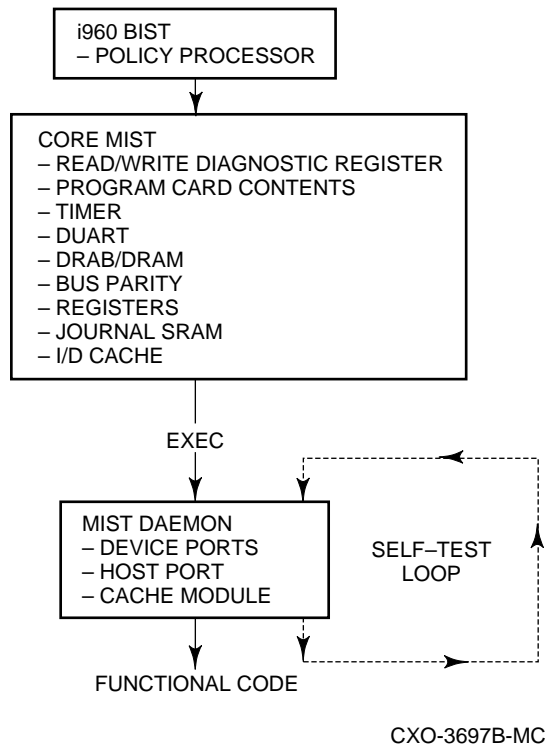 i960 BIST
– POLICY PROCESSOR
CORE MIST
– READ/WRITE DIAGNOSTIC REGISTER
– PROGRAM CARD CONTENTS
– TIMER
– DUART
– DRAB/DRAM
– BUS PARITY
– REGISTERS
– JOURNAL SRAM
– I/D CACHE
EXEC
MIST DAEMON
– DEVICE PORTS
– HOST PORT
– CACHE MODULE
SELF–TEST
LOOP
FUNCTIONAL CODE
CXO-3697B-MC